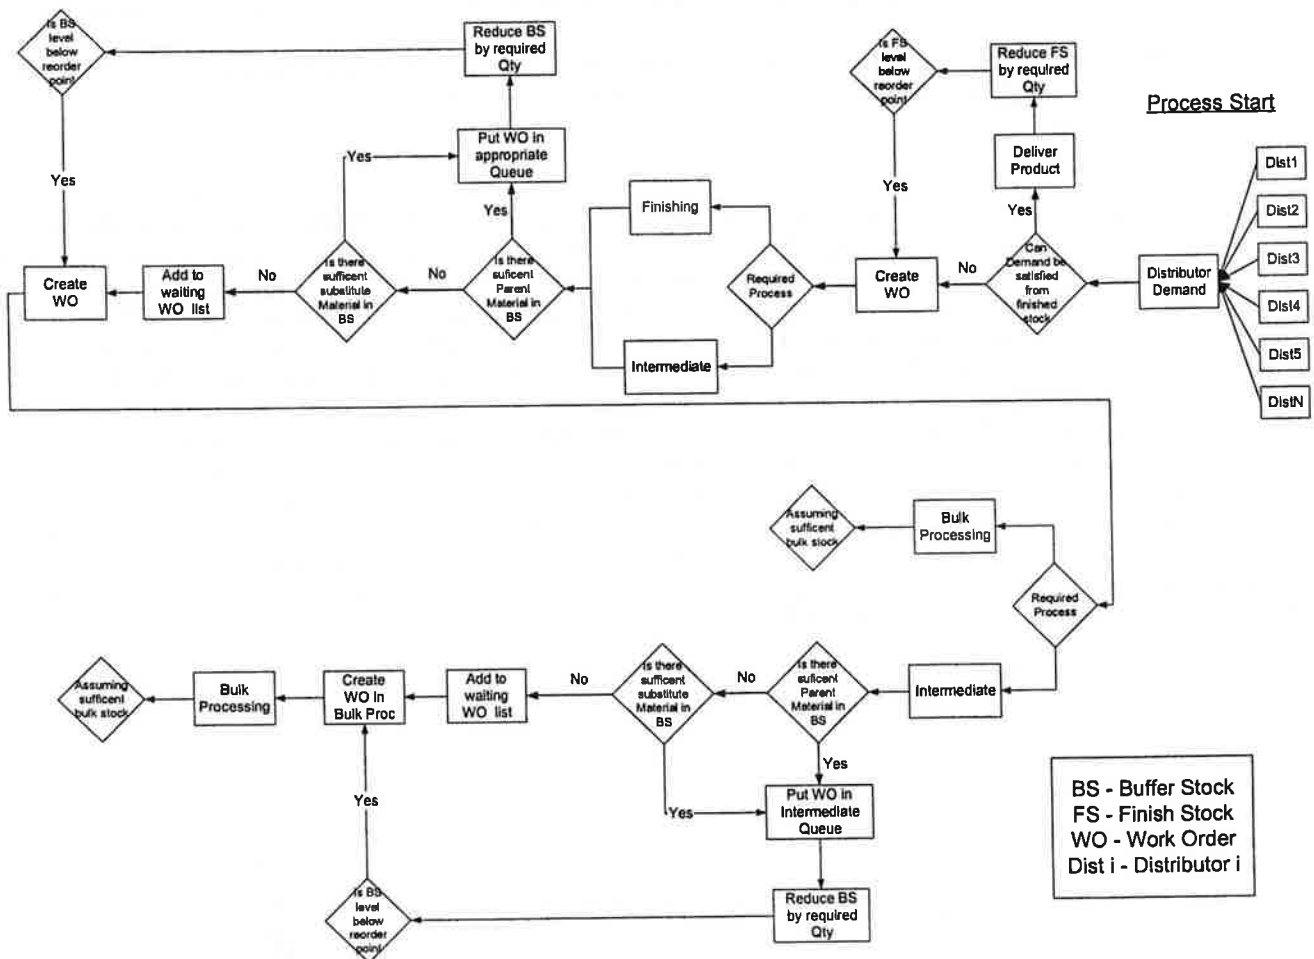 Is BS
level
below
reorder
point
Reduce BS
by required
Qty
Is FS
level
below
reorder
point
Reduce FS
by required
Qty
Process Start
Yes
Put WO in
appropriate
Queue
Yes
Yes
Deliver
Product
Yes
Yes
Dist1
Dist2
Dist3
Dist4
Dist5
DistN
Finishing
Create
WO
Add to
waiting
WO list
No
Is there
sufficent
substitute
Material in
BS
No
Is there
suficent
Parent
Material in
BS
Required
Process
Create
WO
No
Can
Demand be
satisfied
from
finished
stock
Distributor
Demand
Intermediate
Assuming
sufficent
bulk stock
Bulk
Processing
Required
Process
Assuming
sufficent
bulk stock
Bulk
Processing
Create
WO in
Bulk Proc
Add to
waiting
WO list
No
Is there
sufficent
substitute
Material in
BS
No
Is there
suficent
Parent
Material in
BS
Intermediate
Yes
Yes
Yes
Put WO in
Intermediate
Queue
Is BS
level
below
reorder
point
Reduce BS
by required
Qty
BS - Buffer Stock
FS - Finish Stock
WO - Work Order
Dist i - Distributor i